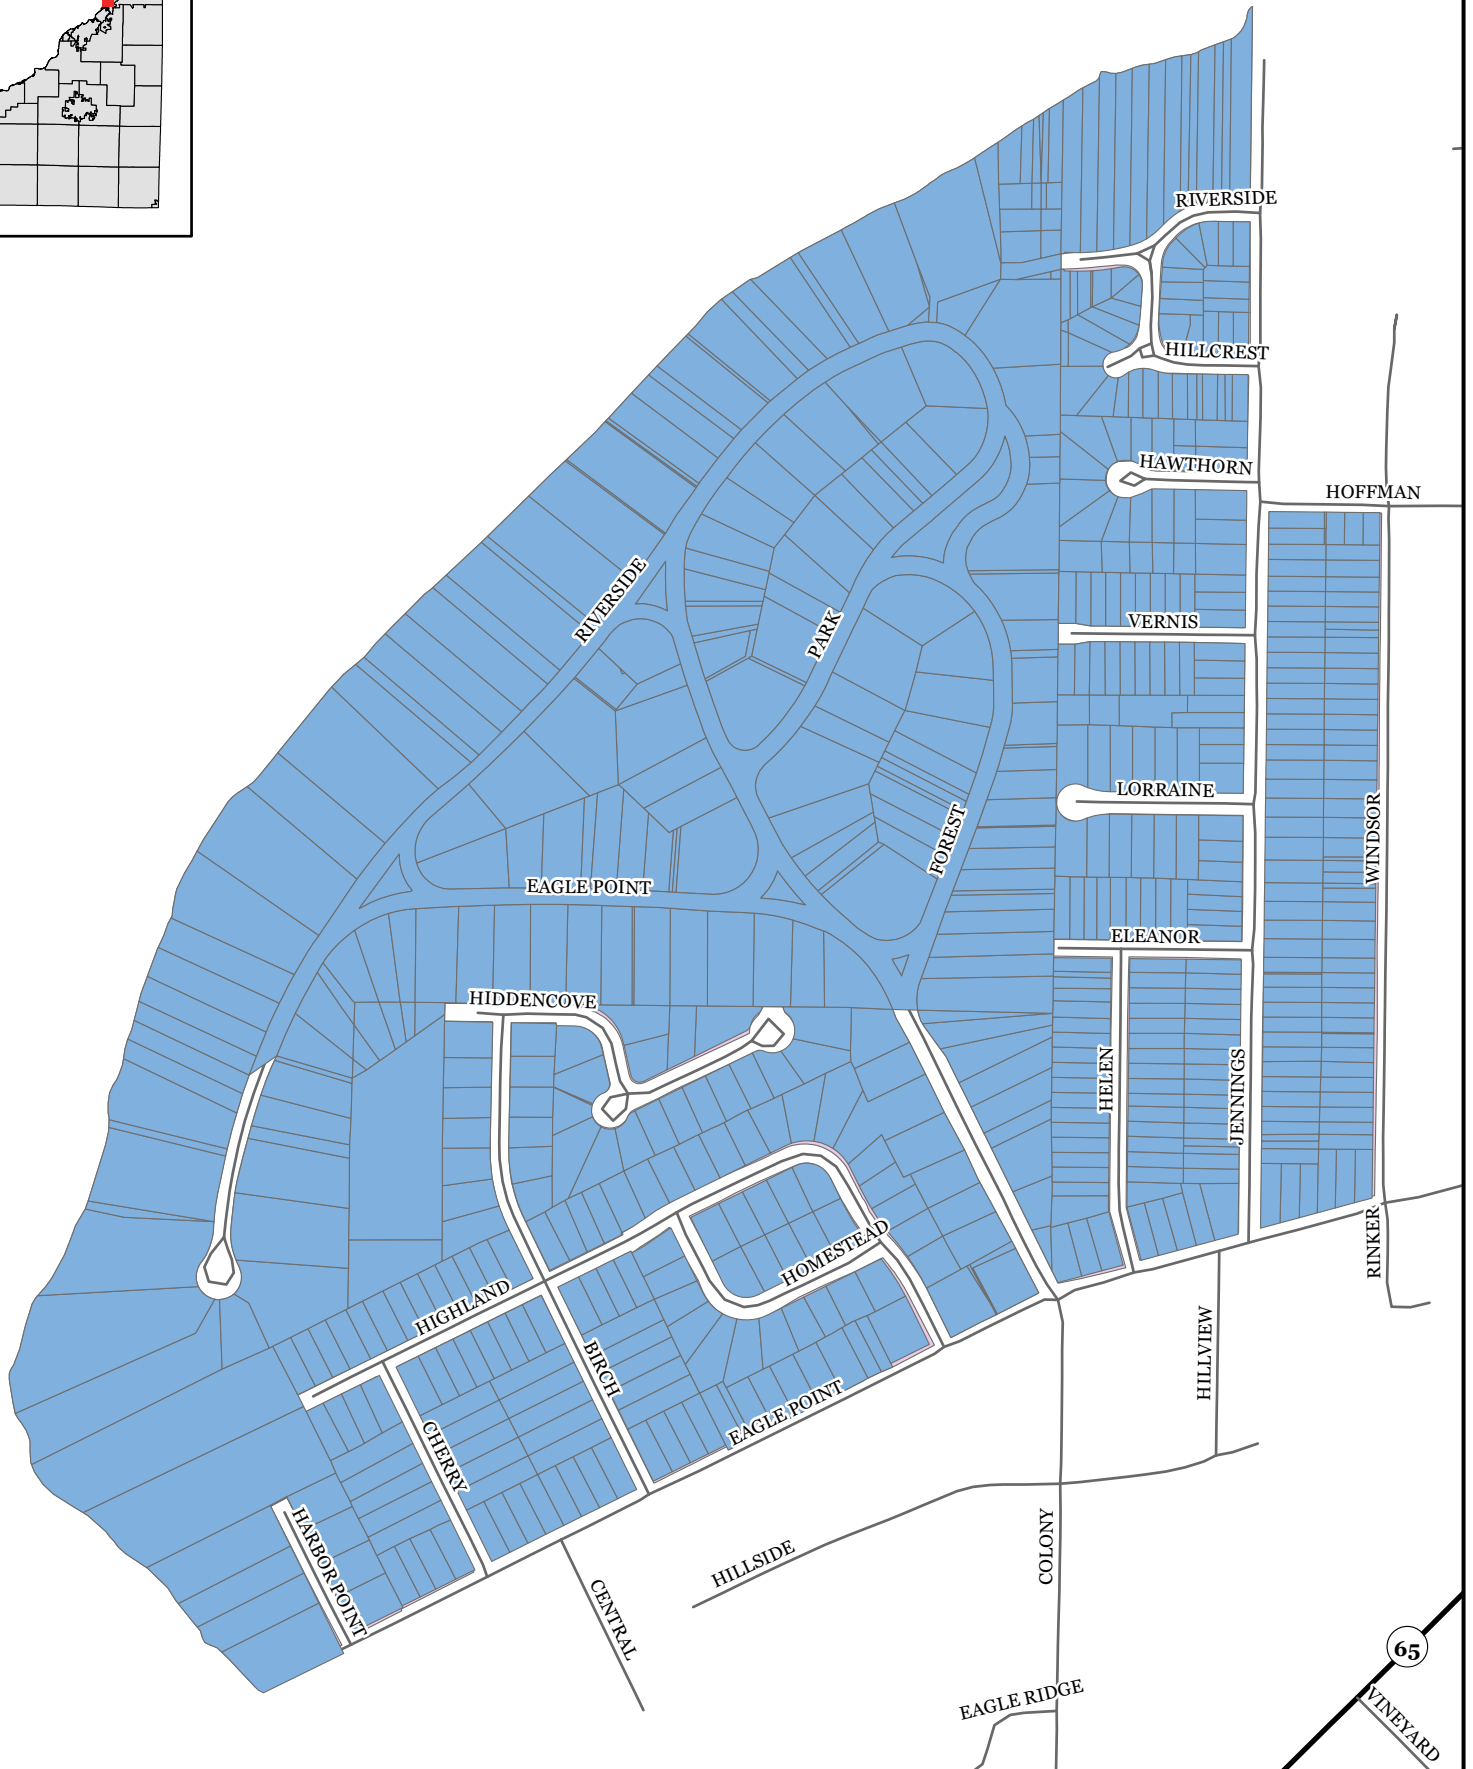 RIVERSIDE
HILLCREST
HAWTHORN
HOFFMAN
RIVERSIDE
PARK
VERNIS
LORRAINE
WINDSOR
FOREST
EAGLE POINT
ELEANOR
HIDDENCOVE
HELEN
JENNINGS
HOMESTEAD
RINKER
HIGHLAND
BIRCH
HILLVIEW
CHERRY
EAGLE POINT
HARBOR POINT
HILLSIDE
COLONY
CENTRAL
65
EAGLE RIDGE
VINEYARD